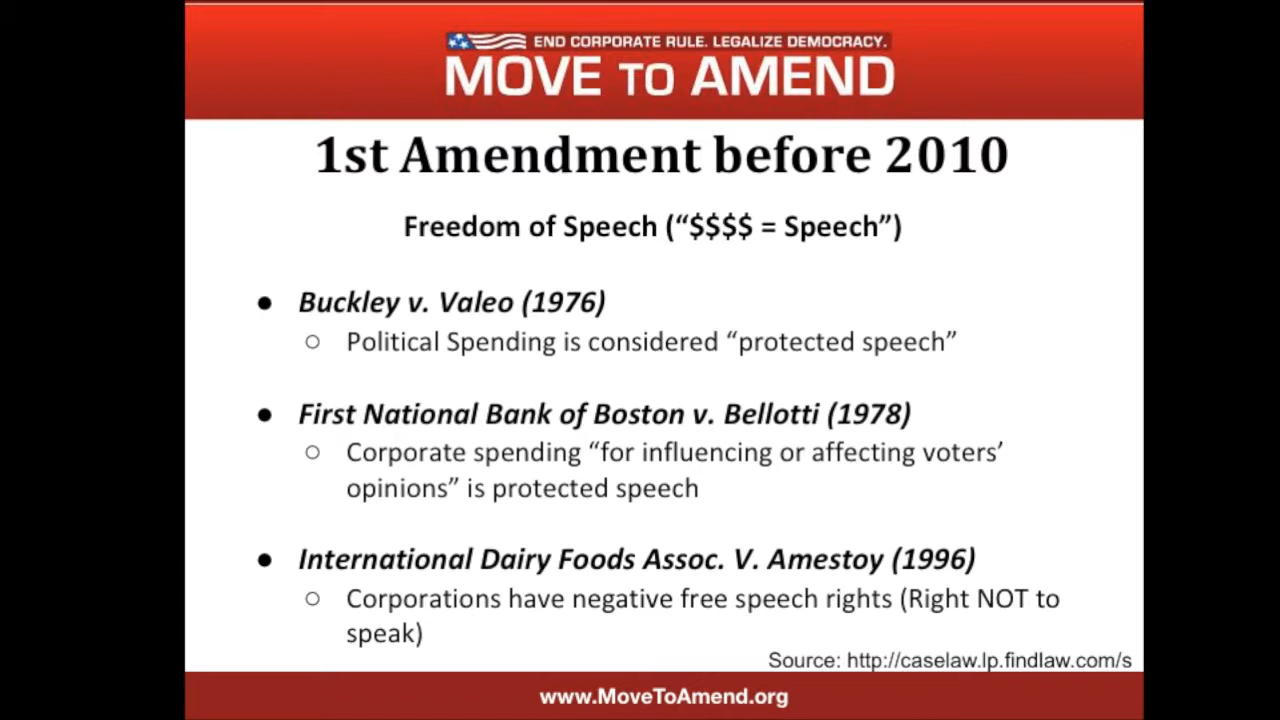 END CORPORATE RULE. LEGALIZE DEMOCRACY.
MOVE TO AMEND
1st Amendment before 2010
Freedom of Speech (“$$$$ = Speech”)
● Buckley v. Valeo (1976)
○ Political Spending is considered “protected speech”
● First National Bank of Boston v. Bellotti (1978)
○ Corporate spending “for influencing or affecting voters’
opinions” is protected speech
● International Dairy Foods Assoc. V. Amestoy (1996)
○ Corporations have negative free speech rights (Right NOT to
speak)
Source: http://caselaw.lp.findlaw.com/s
www.MoveToAmend.org